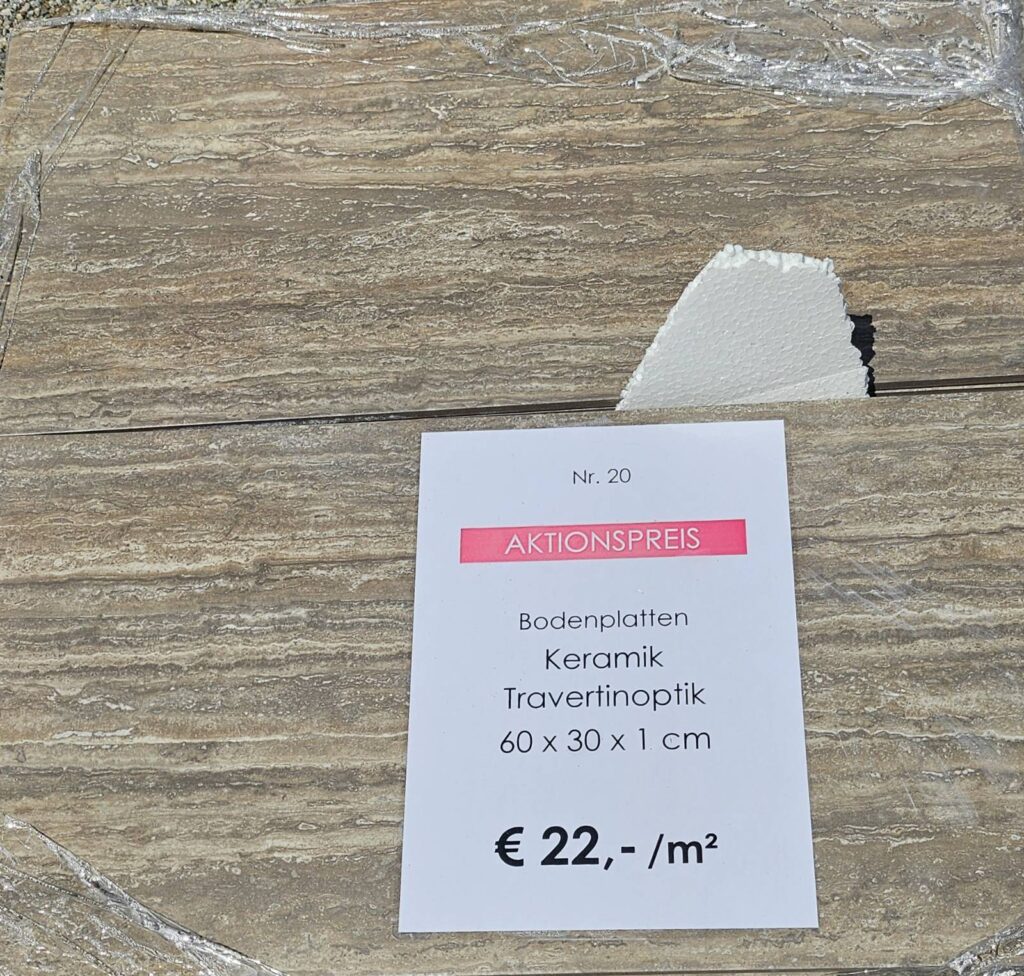 Nr. 20
AKTIONSPREIS
Bodenplatten
Keramik
Travertinoptik
60 x 30 x 1 cm
€ 22,- /m²